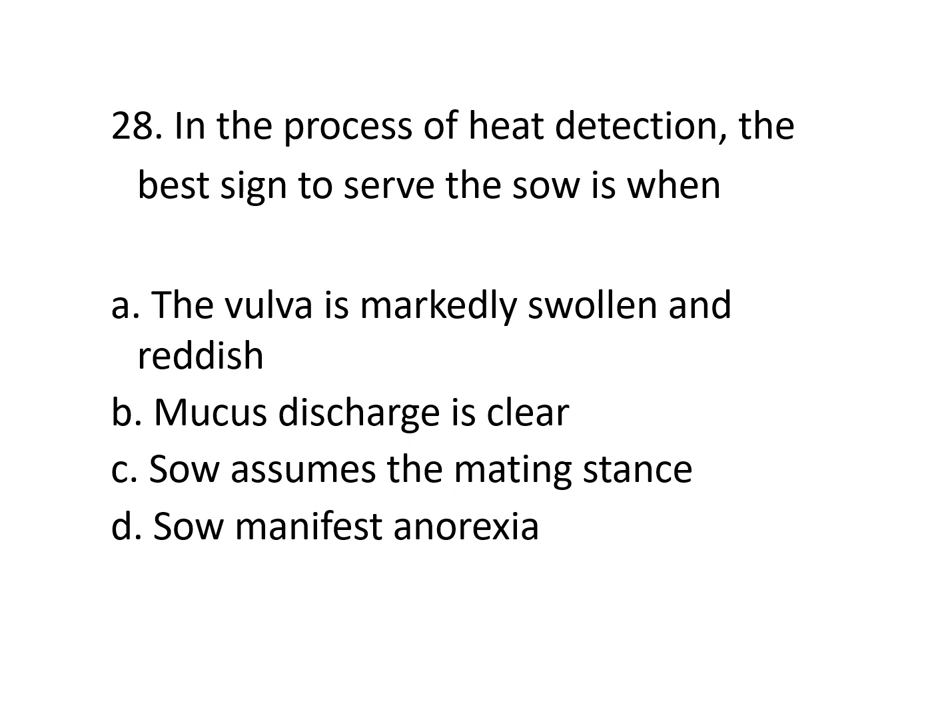 28. In the process of heat detection, the
best sign to serve the sow is when
a. The vulva is markedly swollen and
reddish
b. Mucus discharge is clear
c. Sow assumes the mating stance
d. Sow manifest anorexia